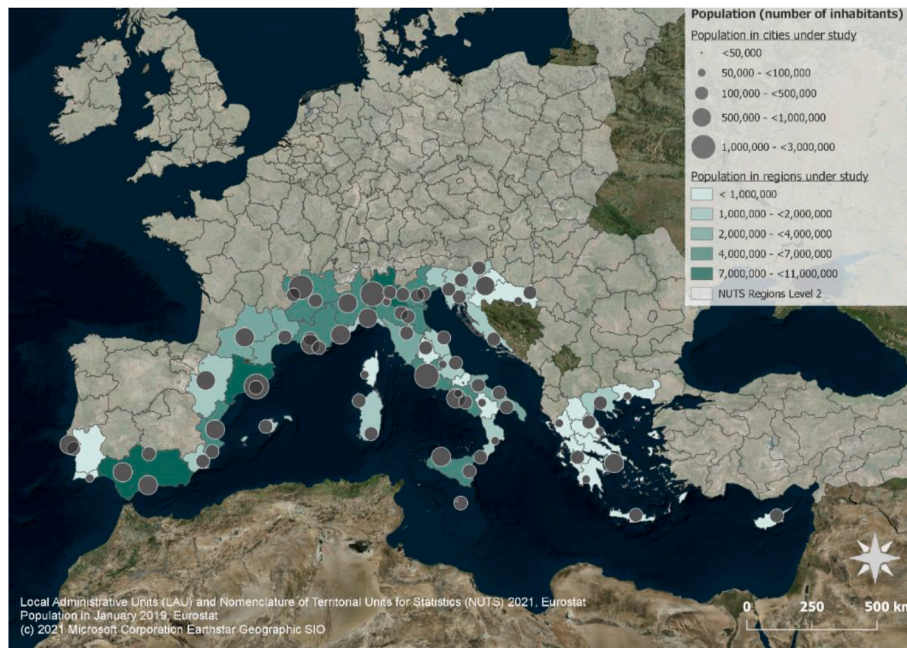 Population (number of inhabitants)
Population in cities under study
<50,000
50,000 - <100,000
100,000 - <500,000
500,000 - <1,000,000
1,000,000 - <3,000,000
Population in regions under study
< 1,000,000
1,000,000 - <2,000,000
2,000,000 - <4,000,000
4,000,000 - <7,000,000
7,000,000 - <11,000,000
NUTS Regions Level 2
Local Administrative Units (LAU) and Nomenclature of Territorial Units for Statistics (NUTS) 2021, Eurostat
Population in January 2019, Eurostat
(c) 2021 Microsoft Corporation Earthstar Geographic SIO
0 250 500 km